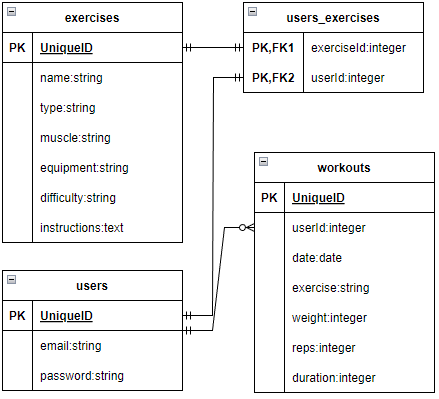 exercises
PK UniqueID
name:string
type:string
muscle:string
equipment:string
difficulty:string
instructions:text
users_exercises
PK,FK1 exerciseId:integer
PK,FK2 userId:integer
workouts
PK UniqueID
userId:integer
date:date
exercise:string
weight:integer
reps:integer
duration:integer
users
PK UniqueID
email:string
password:string